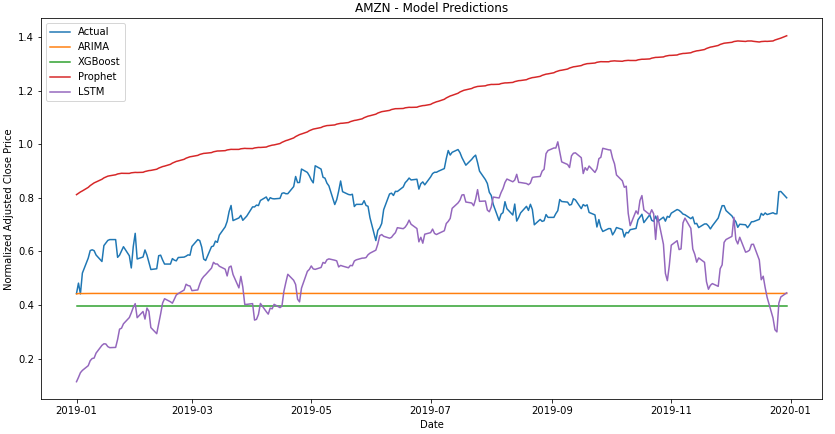 AMZN - Model Predictions
Actual
ARIMA
XGBoost
Prophet
LSTM
Normalized Adjusted Close Price
1.4
1.2
1.0
0.8
0.6
0.4
0.2
2019-01 2019-03 2019-05 2019-07 2019-09 2019-11 2020-01
Date